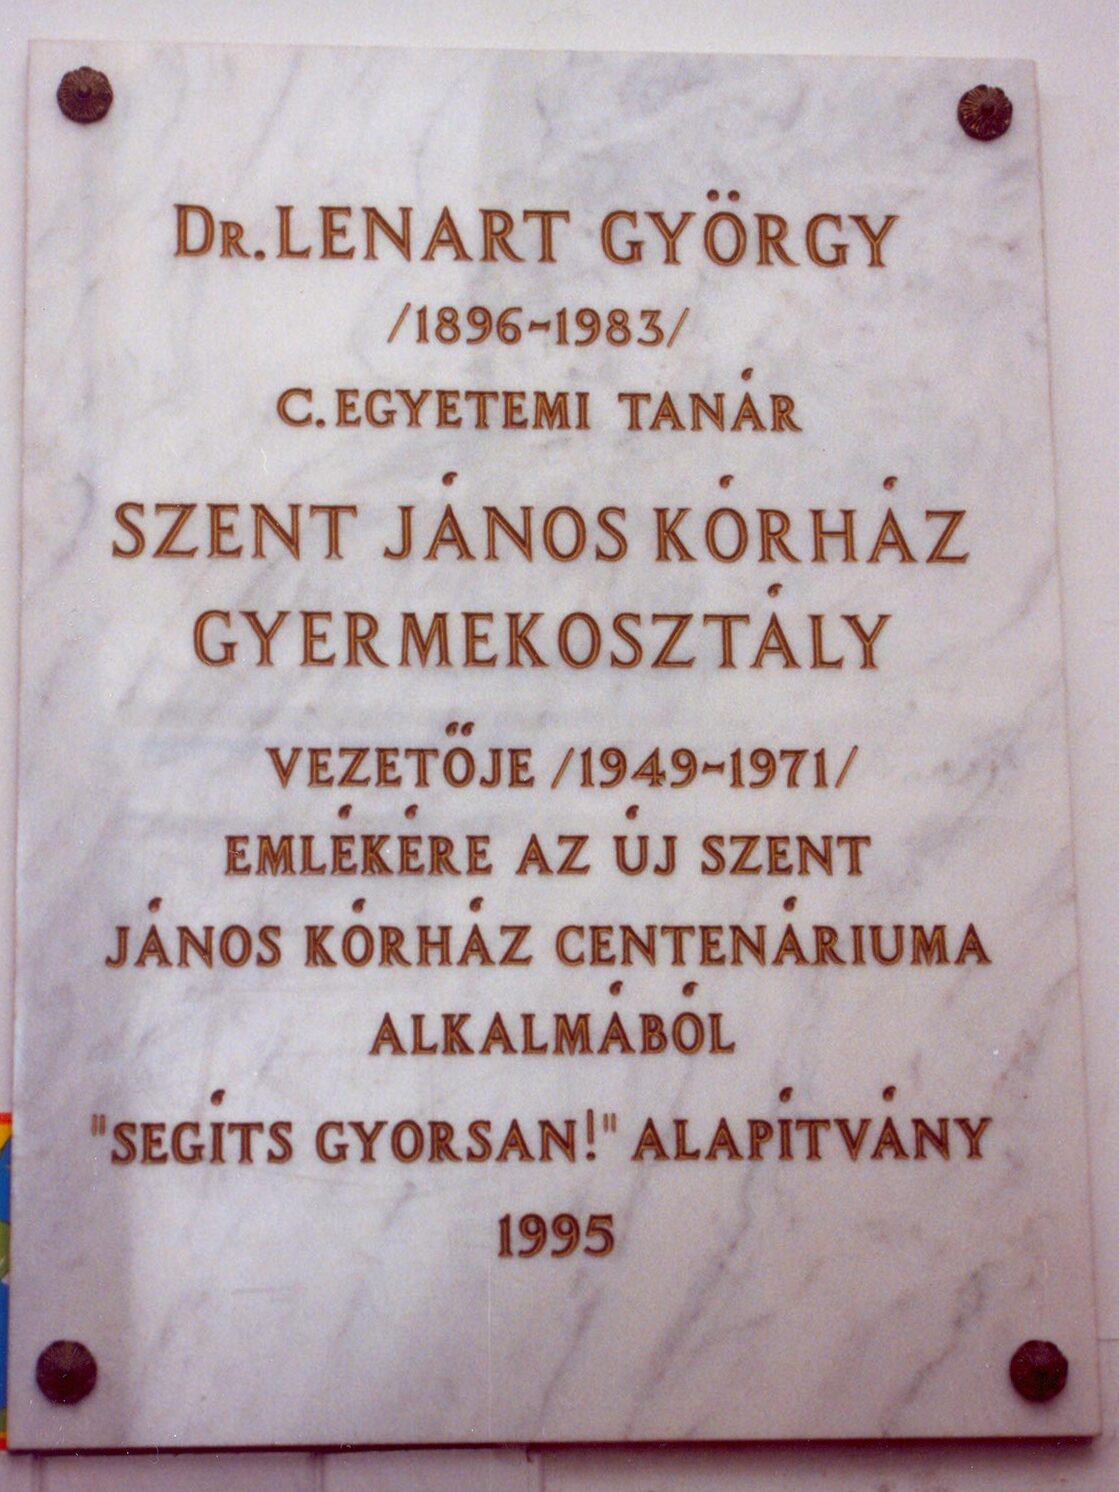 DR. LENART GYÖRGY
/1896-1983/
C. EGYETEMI TANÁR
SZENT JÁNOS KÓRHÁZ
GYERMEKOSZTÁLY
VEZETŐJE /1949-1971/
EMLÉKÉRE AZ ÚJ SZENT
JÁNOS KÓRHÁZ CENTENÁRIUMA
ALKALMÁBÓL
"SEGÍTS GYORSAN!" ALAPÍTVÁNY
1995